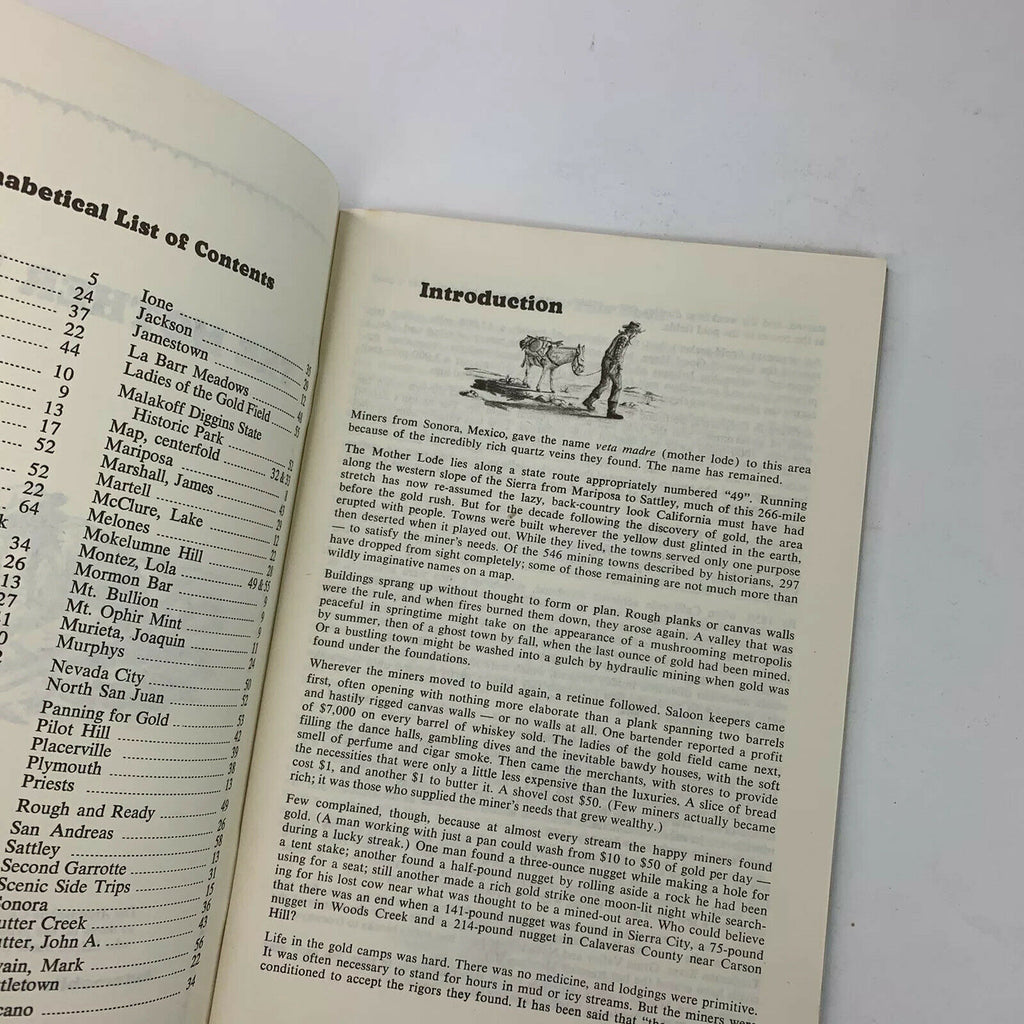 Alphabetical List of Contents
5
24
37
22
44
10
9
13
17
52
52
22
64
34
26
13
27
Ione
Jackson
Jamestown
La Barr Meadows
Ladies of the Gold Field
Malakoff Diggins State
Historic Park
Map, centerfold 32 & 33
Mariposa
Marshall, James
Martell
McClure, Lake
Melones
Mokelumne Hill
Montez, Lola 49 & 55
Mormon Bar 9
Mt. Bullion 9
Mt. Ophir Mint 9
Murieta, Joaquin 11
Murphys 24
Nevada City 50
North San Juan 52
Panning for Gold 53
Pilot Hill 42
Placerville 39
Plymouth 38
Priests 13
Rough and Ready 49
San Andreas 26
Sattley 58
Second Garrotte 13
Scenic Side Trips 31
Sonora 15
Sutter Creek 36
Sutter, John A. 43
Twain, Mark 56
Tuttletown 22
Volcano 34
Introduction
Miners from Sonora, Mexico, gave the name veta madre (mother lode) to this area
because of the incredibly rich quartz veins they found. The name has remained.
The Mother Lode lies along a state route appropriately numbered “49”. Running
along the western slope of the Sierra from Mariposa to Sattley, much of this 266-mile
stretch has now re-assumed the lazy, back-country look California must have had
before the gold rush. But for the decade following the discovery of gold, the area
erupted with people. Towns were built wherever the yellow dust glinted in the earth,
then deserted when it played out. While they lived, the towns served only one purpose
— to satisfy the miner's needs. Of the 546 mining towns described by historians, 297
have dropped from sight completely; some of those remaining are not much more than
wildly imaginative names on a map.
Buildings sprang up without thought to form or plan. Rough planks or canvas walls
were the rule, and when fires burned them down, they arose again. A valley that was
peaceful in springtime might take on the appearance of a mushrooming metropolis
by summer, then of a ghost town by fall, when the last ounce of gold had been mined.
Or a bustling town might be washed into a gulch by hydraulic mining when gold was
found under the foundations.
Wherever the miners moved to build again, a retinue followed. Saloon keepers came
first, often opening with nothing more elaborate than a plank spanning two barrels
and hastily rigged canvas walls — or no walls at all. One bartender reported a profit
of $7,000 on every barrel of whiskey sold. The ladies of the gold field came next,
filling the dance halls, gambling dives and the inevitable bawdy houses, with the soft
smell of perfume and cigar smoke. Then came the merchants, with stores to provide
the necessities that were only a little less expensive than the luxuries. A slice of bread
cost $1, and another $1 to butter it. A shovel cost $50. (Few miners actually became
rich; it was those who supplied the miner's needs that grew wealthy.)
Few complained, though, because at almost every stream the happy miners found
gold. (A man working with just a pan could wash from $10 to $50 of gold per day —
during a lucky streak.) One man found a three-ounce nugget while making a hole for
a tent stake; another found a half-pound nugget by rolling aside a rock he had been
using for a seat; still another made a rich gold strike one moon-lit night while search-
ing for his lost cow near what was thought to be a mined-out area. Who could believe
that there was an end when a 141-pound nugget was found in Sierra City, a 75-pound
nugget in Woods Creek and a 214-pound nugget in Calaveras County near Carson
Hill?
Life in the gold camps was hard. There was no medicine, and lodgings were primitive.
It was often necessary to stand for hours in mud or icy streams. But the miners were
conditioned to accept the rigors they found. It has been said that